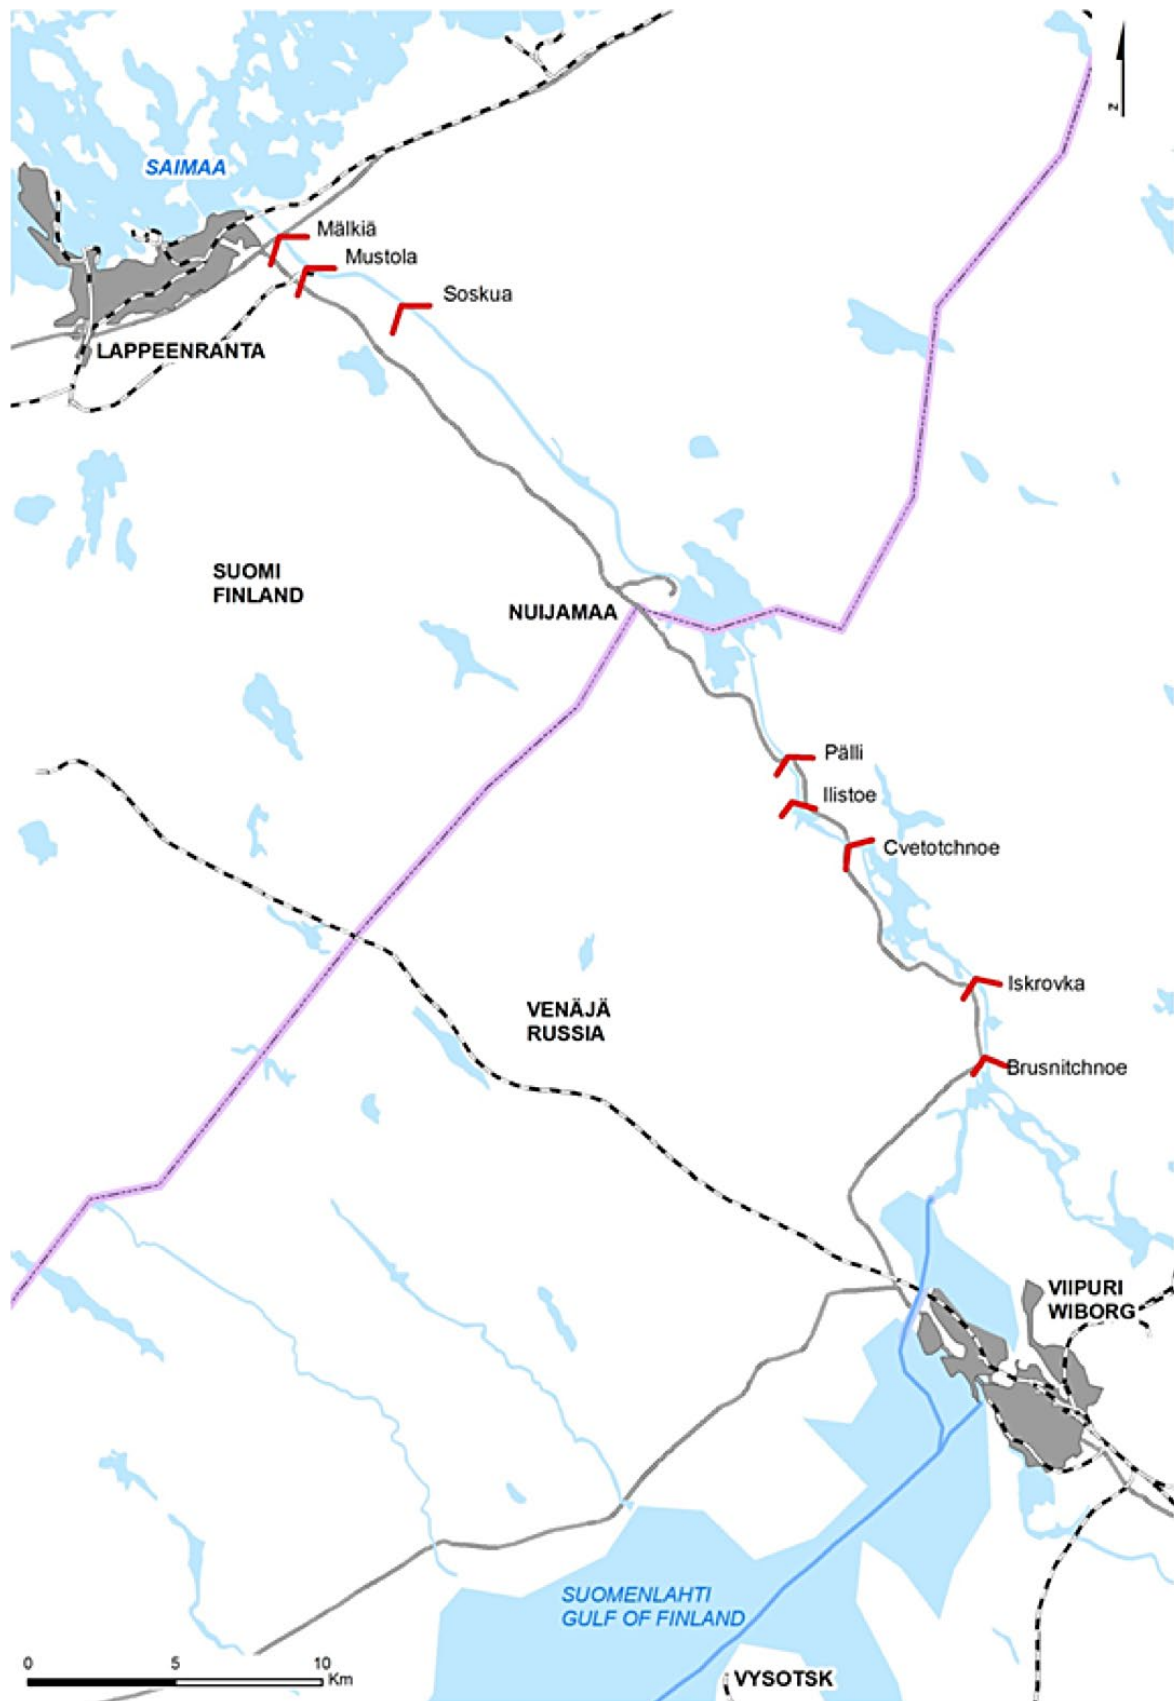 N
SAIMAA
Mälkiä
Mustola
Soskua
LAPPEENRANTA
SUOMI
FINLAND
NUIJAMAA
Pälli
Ilistoe
Cvetotchnoe
Iskrovka
VENÄJÄ
RUSSIA
Brusnitchnoe
VIIPURI
WIBORG
SUOMENLAHTI
GULF OF FINLAND
0 5 10
Km
VYSOTSK